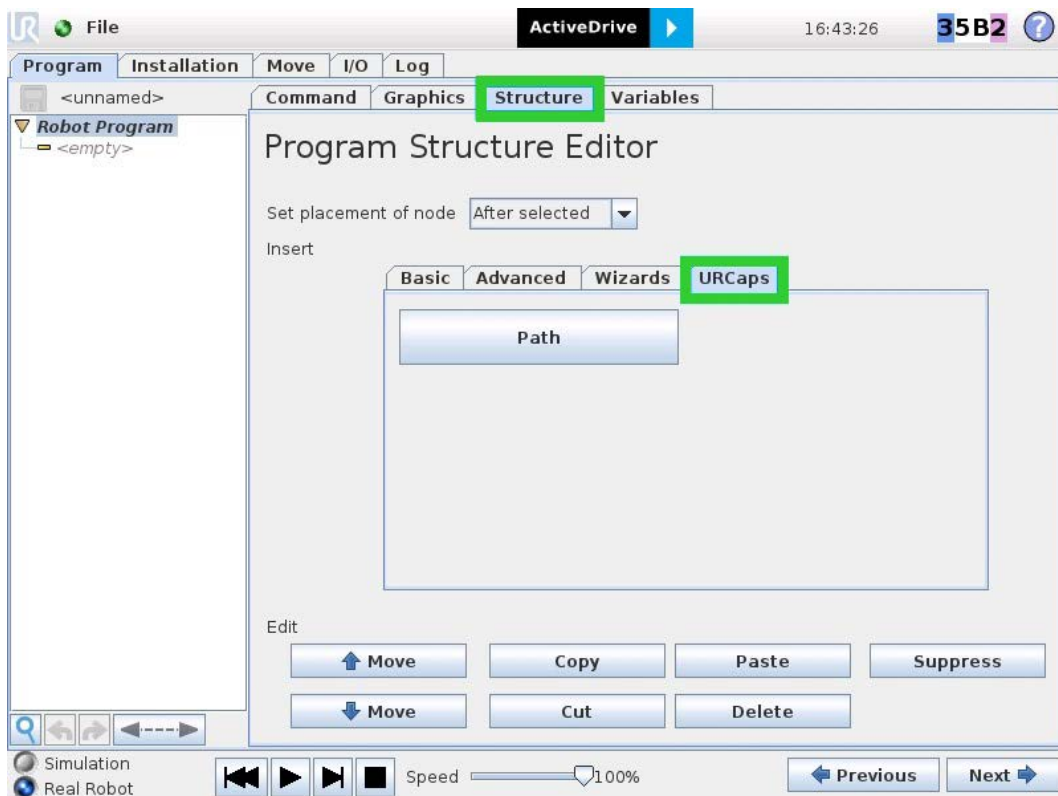 UR File ActiveDrive 16:43:26 35B2 ?
Program Installation Move I/O Log
<unnamed> Command Graphics Structure Variables
Robot Program
<empty>
Program Structure Editor
Set placement of node After selected
Insert
Basic Advanced Wizards URCaps
Path
Edit
Move Copy Paste Suppress
Move Cut Delete
Simulation
Real Robot
Speed 100% Previous Next